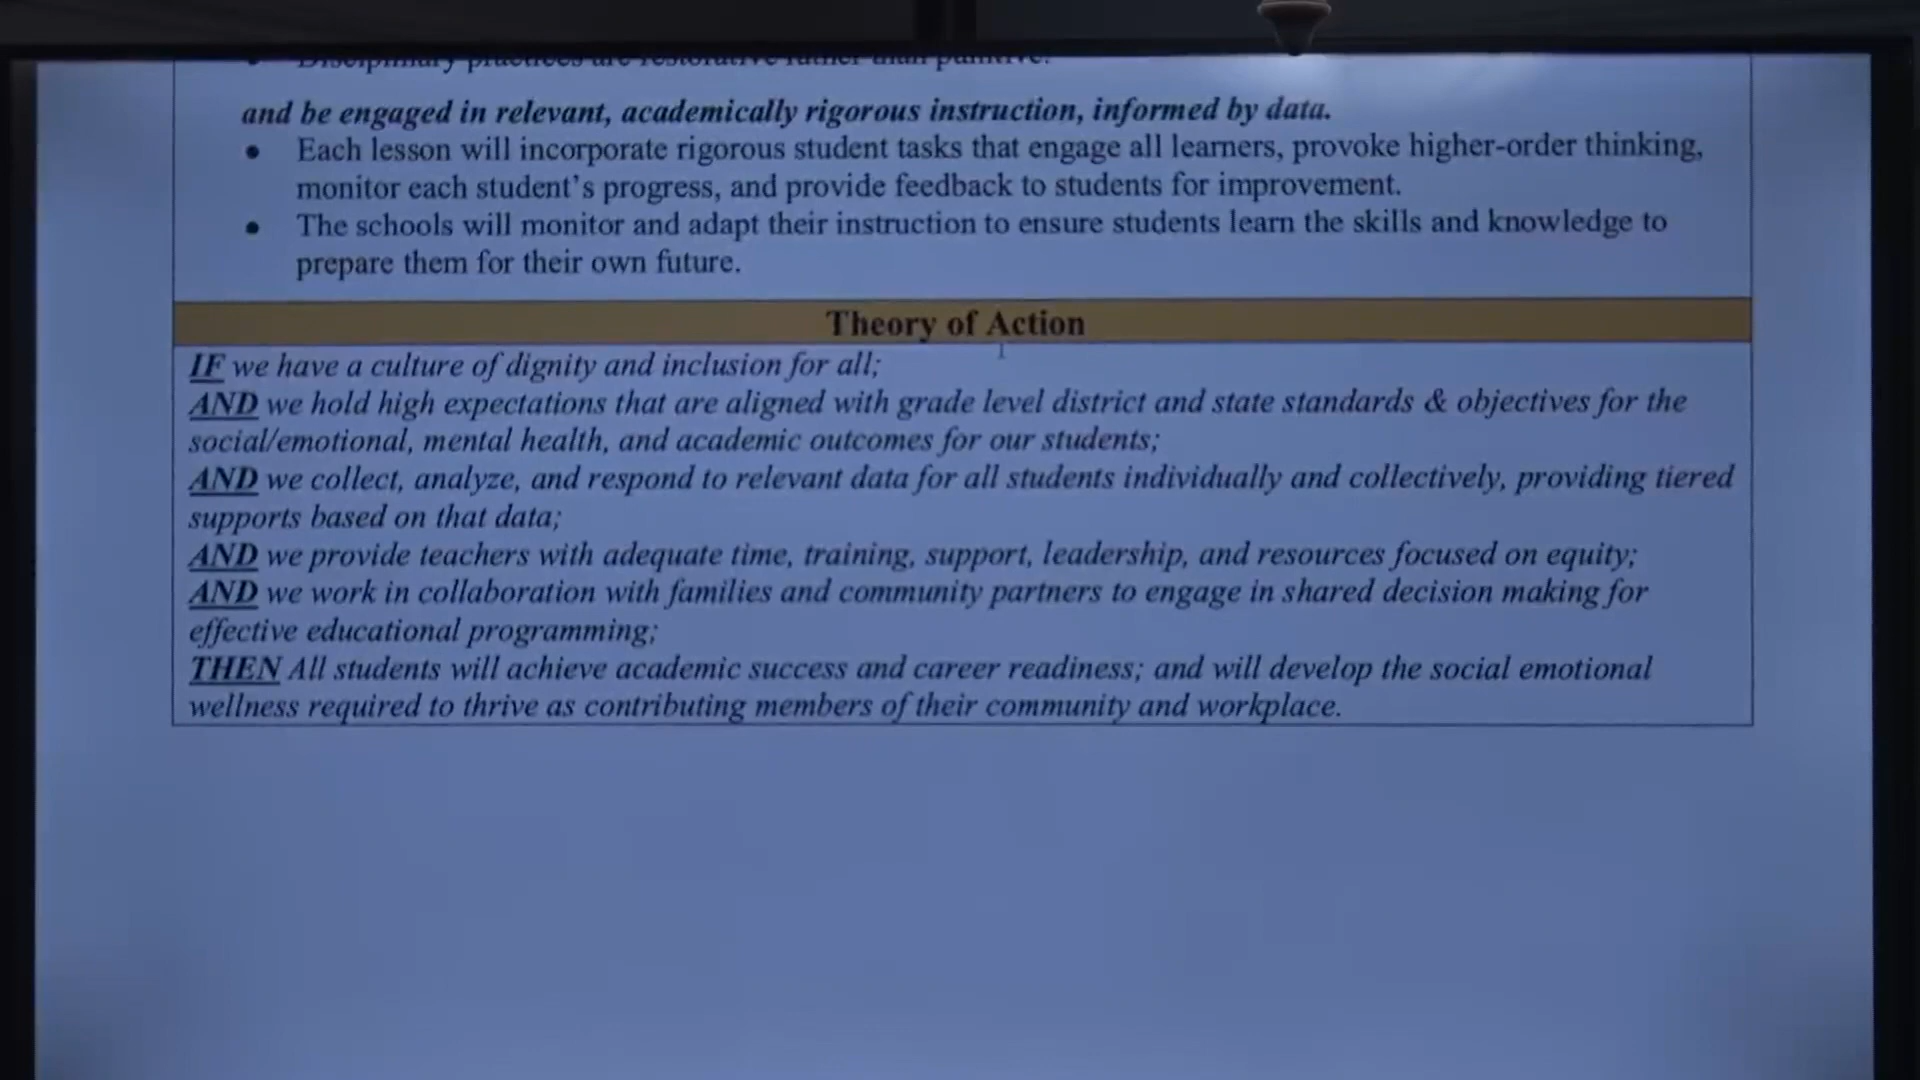 • Disciplinary practices are restorative rather than punitive.
and be engaged in relevant, academically rigorous instruction, informed by data.
• Each lesson will incorporate rigorous student tasks that engage all learners, provoke higher-order thinking,
monitor each student's progress, and provide feedback to students for improvement.
• The schools will monitor and adapt their instruction to ensure students learn the skills and knowledge to
prepare them for their own future.
Theory of Action
IF we have a culture of dignity and inclusion for all;
AND we hold high expectations that are aligned with grade level district and state standards & objectives for the
social/emotional, mental health, and academic outcomes for our students;
AND we collect, analyze, and respond to relevant data for all students individually and collectively, providing tiered
supports based on that data;
AND we provide teachers with adequate time, training, support, leadership, and resources focused on equity;
AND we work in collaboration with families and community partners to engage in shared decision making for
effective educational programming;
THEN All students will achieve academic success and career readiness; and will develop the social emotional
wellness required to thrive as contributing members of their community and workplace.